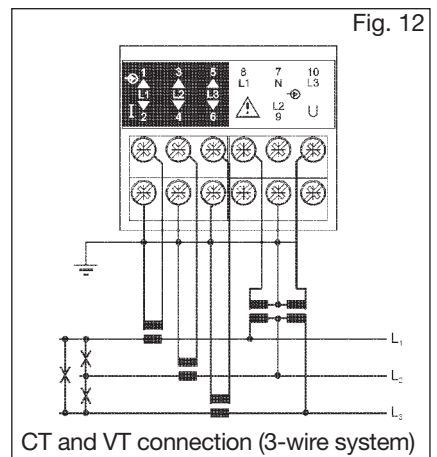 Fig. 12
1 3 5 8 7 10
L1 N L3
L1 L2 L3
I 2 4 6 L2 U
9
L1
L2
L3
CT and VT connection (3-wire system)